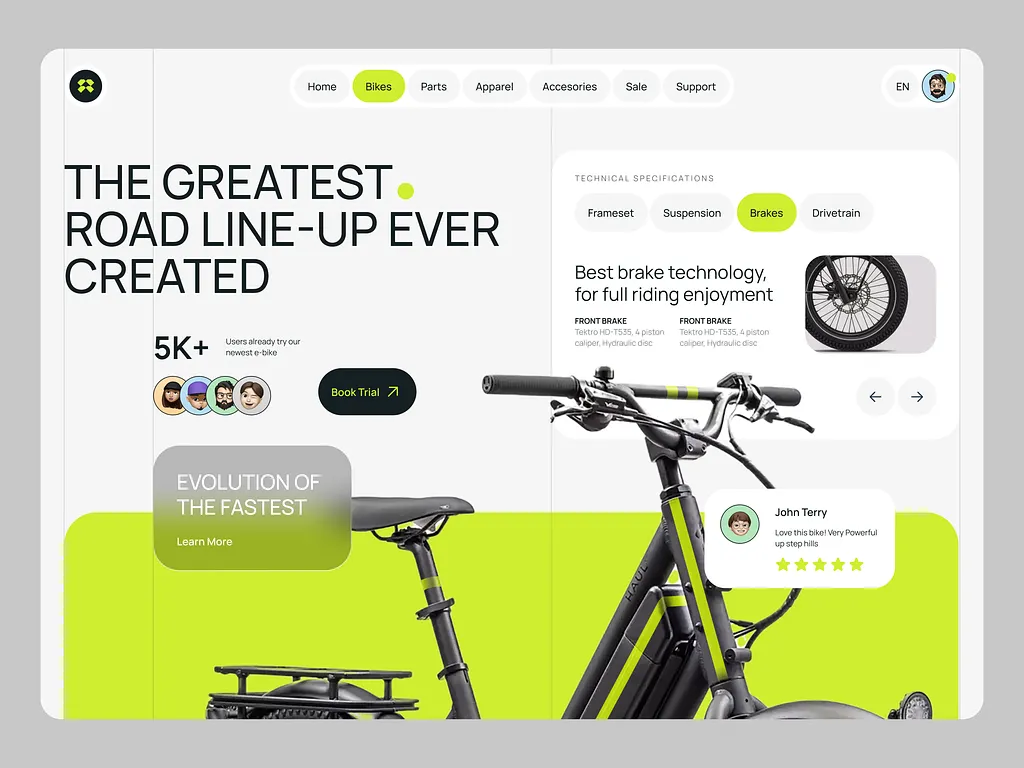 Home
Bikes
Parts
Apparel
Accesories
Sale
Support
EN
THE GREATEST
ROAD LINE-UP EVER
CREATED
5K+
Users already try our
newest e-bike
Book Trial
EVOLUTION OF
THE FASTEST
Learn More
TECHNICAL SPECIFICATIONS
Frameset
Suspension
Brakes
Drivetrain
Best brake technology,
for full riding enjoyment
FRONT BRAKE
Tektro HD-T535, 4 piston
caliper, Hydraulic disc
FRONT BRAKE
Tektro HD-T535, 4 piston
caliper, Hydraulic disc
John Terry
Love this bike! Very Powerful
up step hills
HAUL